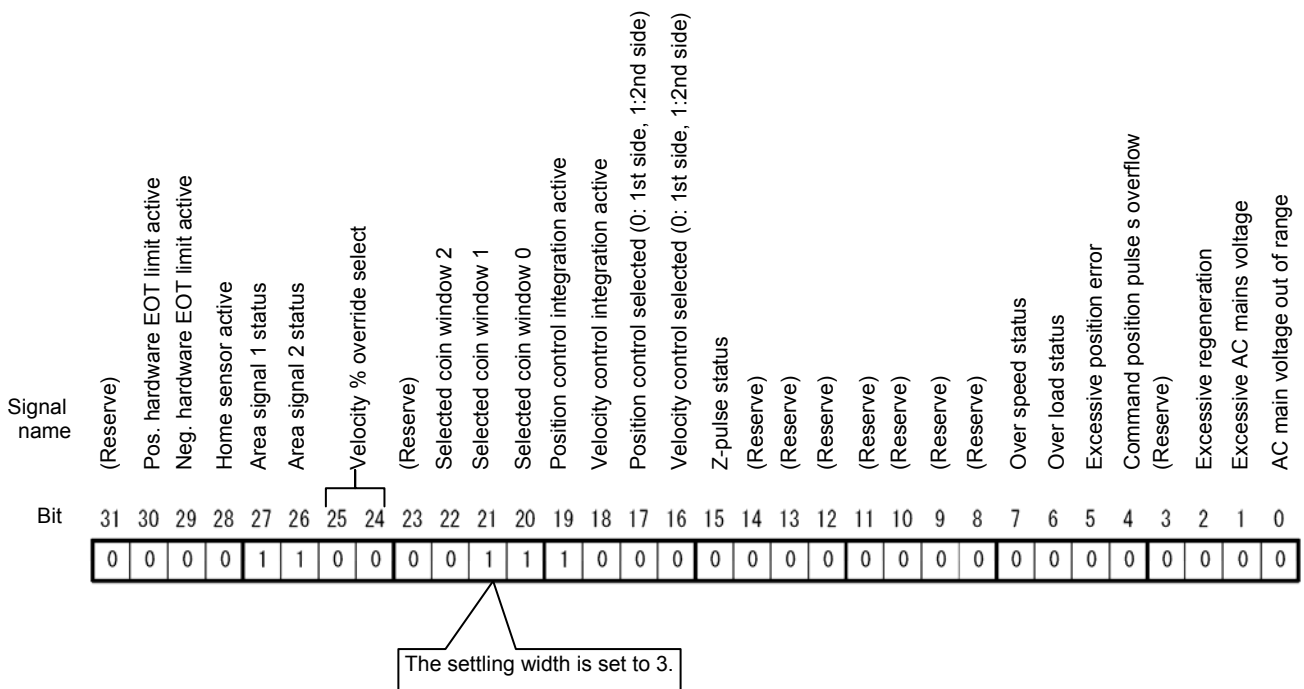 (Reserve)
Pos. hardware EOT limit active
Neg. hardware EOT limit active
Home sensor active
Area signal 1 status
Area signal 2 status
Velocity % override select
(Reserve)
Selected coin window 2
Selected coin window 1
Selected coin window 0
Position control integration active
Velocity control integration active
Position control selected (0: 1st side, 1:2nd side)
Velocity control selected (0: 1st side, 1:2nd side)
Z-pulse status
(Reserve)
(Reserve)
(Reserve)
(Reserve)
(Reserve)
(Reserve)
(Reserve)
Over speed status
Over load status
Excessive position error
Command position pulse s overflow
(Reserve)
Excessive regeneration
Excessive AC mains voltage
AC main voltage out of range
Signal
name
Bit 31 30 29 28 27 26 25 24 23 22 21 20 19 18 17 16 15 14 13 12 11 10 9 8 7 6 5 4 3 2 1 0
0 0 0 0 1 1 0 0 0 0 1 1 1 0 0 0 0 0 0 0 0 0 0 0 0 0 0 0 0 0 0 0
The settling width is set to 3.